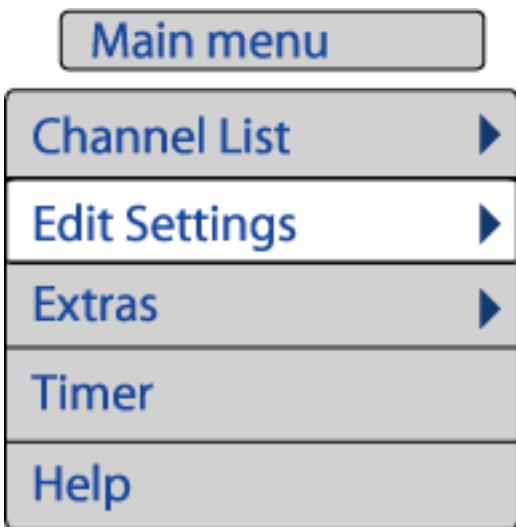 Main menu
Channel List
Edit Settings
Extras
Timer
Help